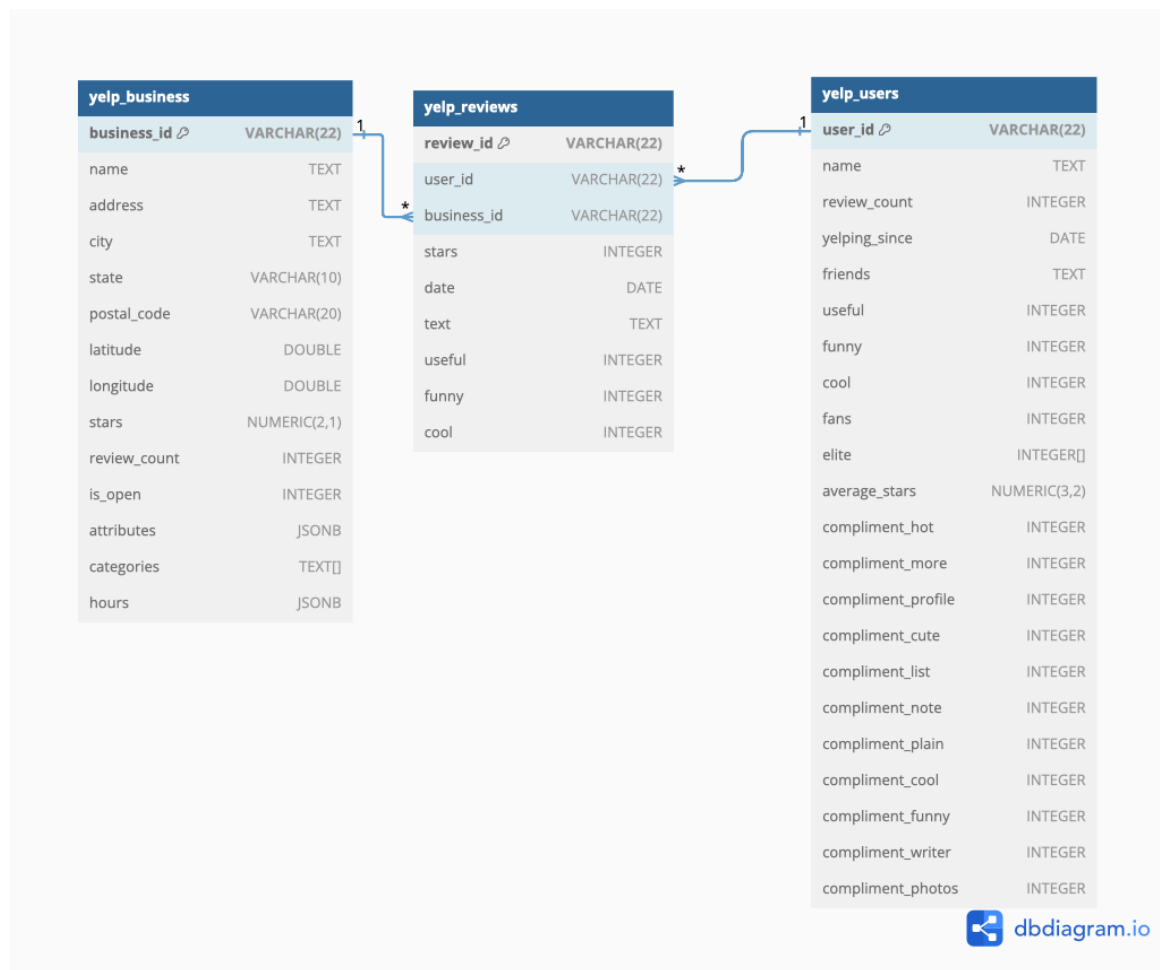 yelp_business
business_id VARCHAR(22)
name TEXT
address TEXT
city TEXT
state VARCHAR(10)
postal_code VARCHAR(20)
latitude DOUBLE
longitude DOUBLE
stars NUMERIC(2,1)
review_count INTEGER
is_open INTEGER
attributes JSONB
categories TEXT[]
hours JSONB
1
*
yelp_reviews
review_id VARCHAR(22)
user_id VARCHAR(22)
business_id VARCHAR(22)
stars INTEGER
date DATE
text TEXT
useful INTEGER
funny INTEGER
cool INTEGER
*
1
yelp_users
user_id VARCHAR(22)
name TEXT
review_count INTEGER
yelping_since DATE
friends TEXT
useful INTEGER
funny INTEGER
cool INTEGER
fans INTEGER
elite INTEGER[]
average_stars NUMERIC(3,2)
compliment_hot INTEGER
compliment_more INTEGER
compliment_profile INTEGER
compliment_cute INTEGER
compliment_list INTEGER
compliment_note INTEGER
compliment_plain INTEGER
compliment_cool INTEGER
compliment_funny INTEGER
compliment_writer INTEGER
compliment_photos INTEGER
dbdiagram.io